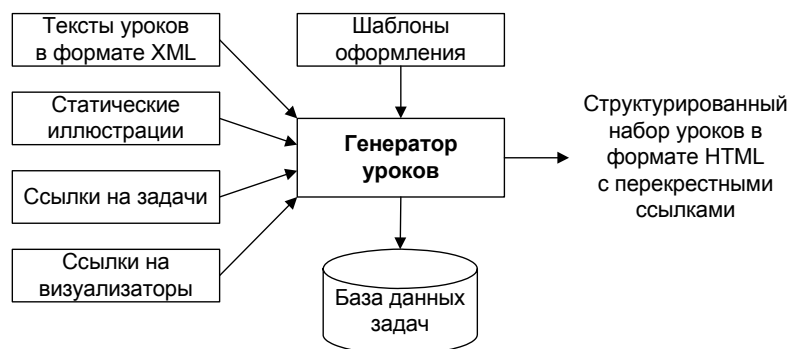 Тексты уроков
в формате XML
Шаблоны
оформления
Статические
иллюстрации
Генератор
уроков
Структурированный
набор уроков в
формате HTML
с перекрестными
ссылками
Ссылки на задачи
Ссылки на
визуализаторы
База данных
задач